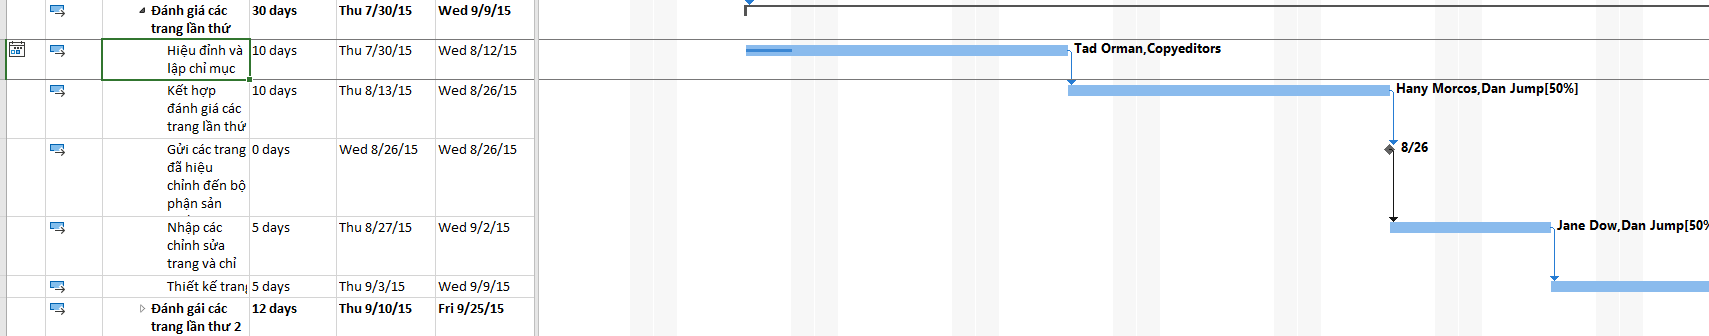 Đánh giá các 30 days Thu 7/30/15 Wed 9/9/15
trang lần thứ
Hiệu đỉnh và 10 days Thu 7/30/15 Wed 8/12/15 Tad Orman,Copyeditors
lập chỉ mục
Kết hợp 10 days Thu 8/13/15 Wed 8/26/15 Hany Morcos,Dan Jump[50%]
đánh giá các
trang lần thứ
Gửi các trang 0 days Wed 8/26/15 Wed 8/26/15 8/26
đã hiệu
chỉnh đến bộ
phận sản
Nhập các 5 days Thu 8/27/15 Wed 9/2/15 Jane Dow,Dan Jump[50%
chỉnh sửa
trang và chỉ
Thiết kế trang 5 days Thu 9/3/15 Wed 9/9/15
Đánh gái các 12 days Thu 9/10/15 Fri 9/25/15
trang lần thư 2